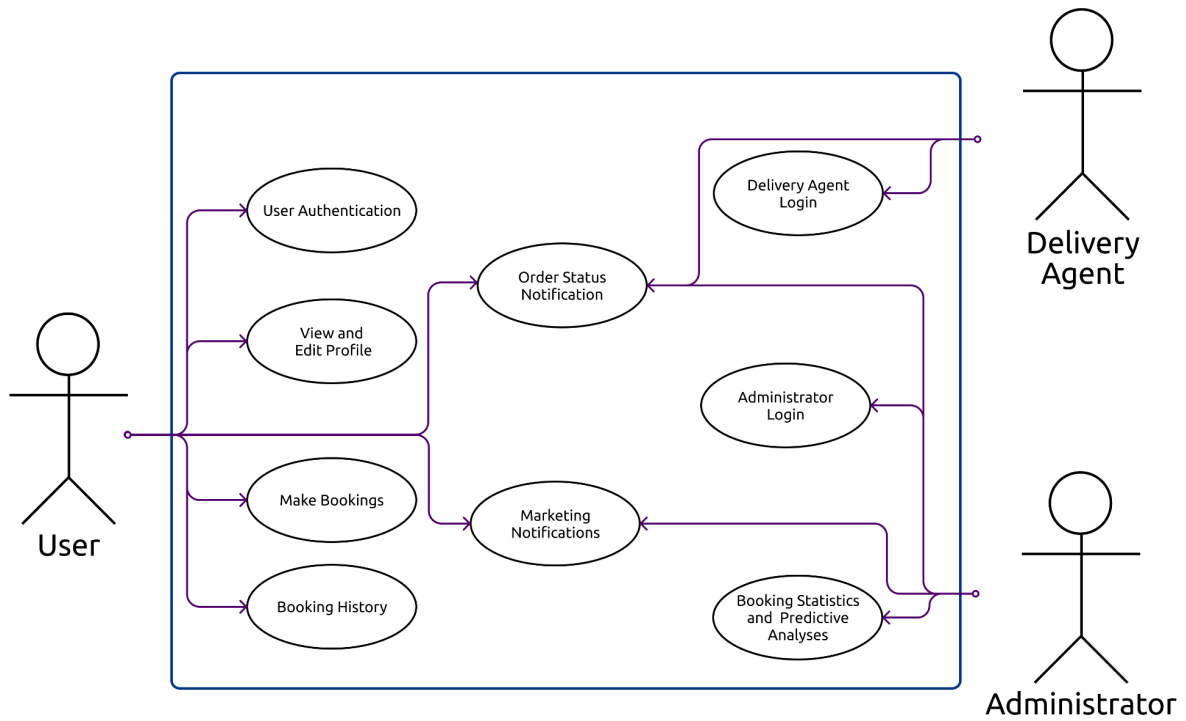 Delivery Agent
Login
Delivery
Agent
User Authentication
Order Status
Notification
View and
Edit Profile
Administrator
Login
User
Make Bookings
Marketing
Notifications
Booking History
Booking Statistics
and Predictive
Analyses
Administrator